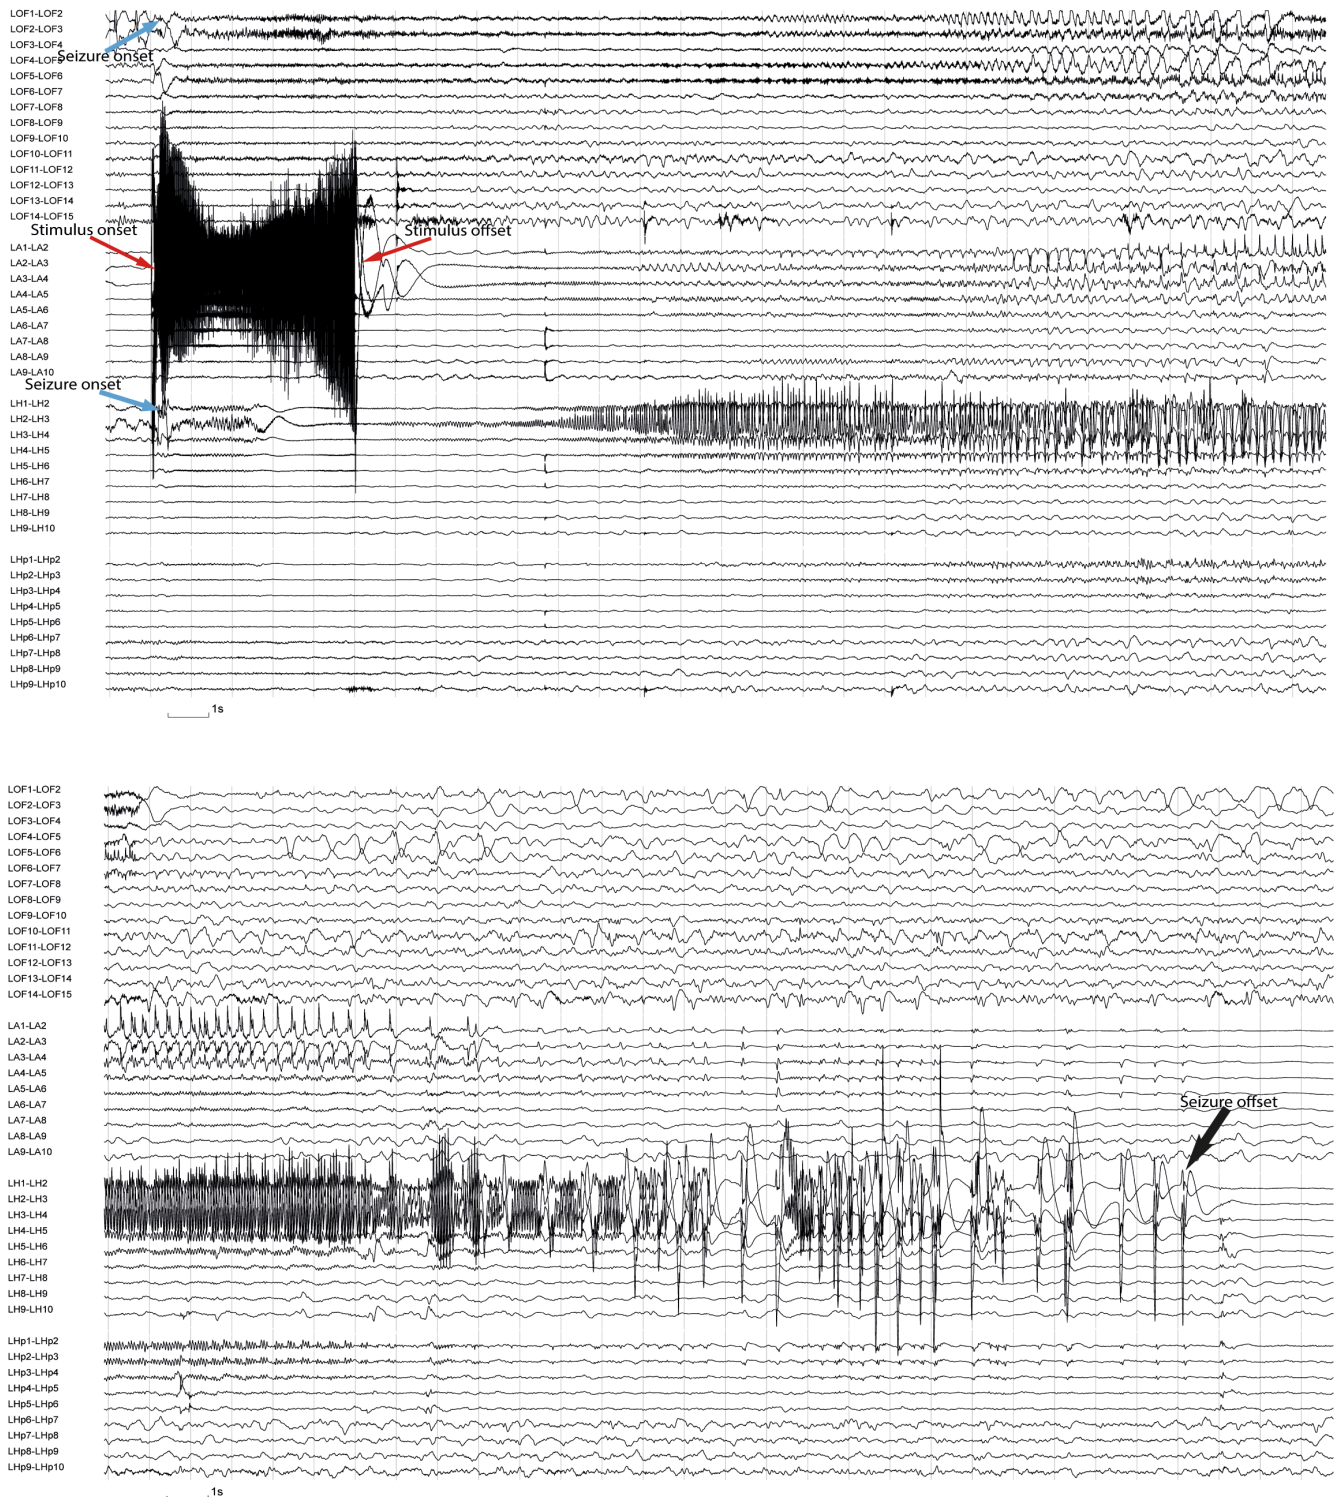 LOF1-LOF2
LOF2-LOF3
LOF3-LOF4
Seizure onset
LOF4-LOF5
LOF5-LOF6
LOF6-LOF7
LOF7-LOF8
LOF8-LOF9
LOF9-LOF10
LOF10-LOF11
LOF11-LOF12
LOF12-LOF13
LOF13-LOF14
LOF14-LOF15
Stimulus onset
Stimulus offset
LA1-LA2
LA2-LA3
LA3-LA4
LA4-LA5
LA5-LA6
LA6-LA7
LA7-LA8
LA8-LA9
LA9-LA10
Seizure onset
LH1-LH2
LH2-LH3
LH3-LH4
LH4-LH5
LH5-LH6
LH6-LH7
LH7-LH8
LH8-LH9
LH9-LH10
LHp1-LHp2
LHp2-LHp3
LHp3-LHp4
LHp4-LHp5
LHp5-LHp6
LHp6-LHp7
LHp7-LHp8
LHp8-LHp9
LHp9-LHp10
1s
LOF1-LOF2
LOF2-LOF3
LOF3-LOF4
LOF4-LOF5
LOF5-LOF6
LOF6-LOF7
LOF7-LOF8
LOF8-LOF9
LOF9-LOF10
LOF10-LOF11
LOF11-LOF12
LOF12-LOF13
LOF13-LOF14
LOF14-LOF15
LA1-LA2
LA2-LA3
LA3-LA4
LA4-LA5
LA5-LA6
LA6-LA7
Seizure offset
LA7-LA8
LA8-LA9
LA9-LA10
LH1-LH2
LH2-LH3
LH3-LH4
LH4-LH5
LH5-LH6
LH6-LH7
LH7-LH8
LH8-LH9
LH9-LH10
LHp1-LHp2
LHp2-LHp3
LHp3-LHp4
LHp4-LHp5
LHp5-LHp6
LHp6-LHp7
LHp7-LHp8
LHp8-LHp9
LHp9-LHp10
1s